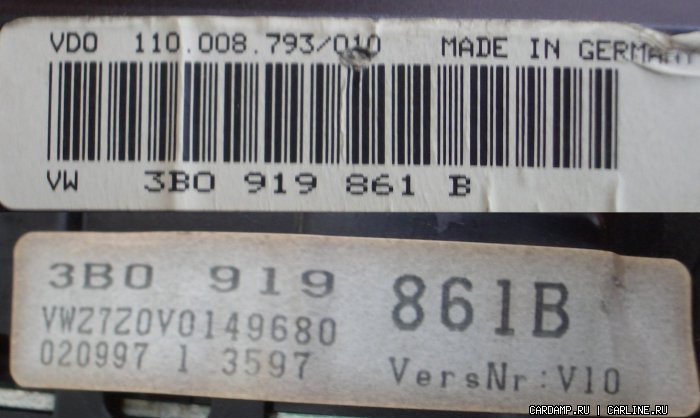 VDO 110.008.793/010 MADE IN GERMANY
VW 3B0 919 861 B
3B0 919 861B
VWZ7Z0V0149680
020997 1 3597 VersNr:V10
CARDAMP.RU | CARLINE.RU